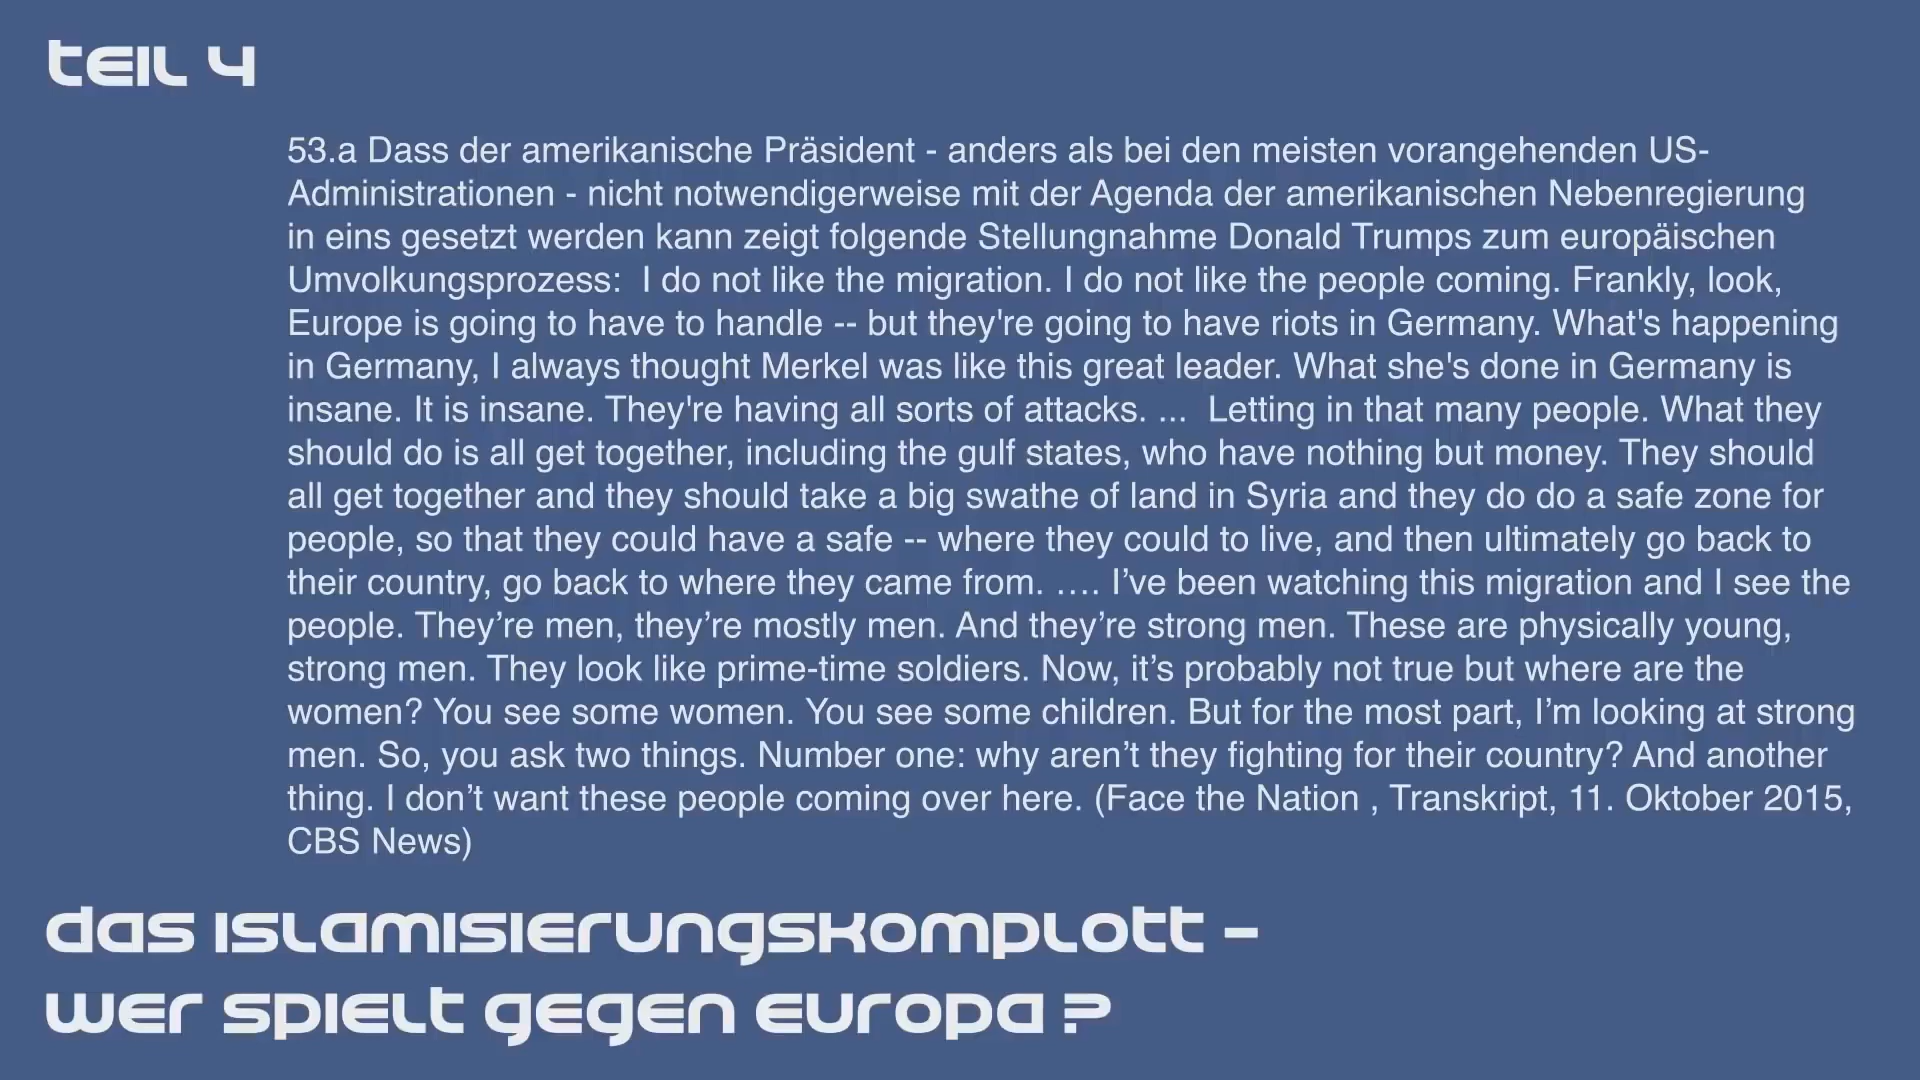 TEIL 4
53.a Dass der amerikanische Präsident - anders als bei den meisten vorangehenden US-
Administrationen - nicht notwendigerweise mit der Agenda der amerikanischen Nebenregierung
in eins gesetzt werden kann zeigt folgende Stellungnahme Donald Trumps zum europäischen
Umvolkungsprozess:  I do not like the migration. I do not like the people coming. Frankly, look,
Europe is going to have to handle -- but they're going to have riots in Germany. What's happening
in Germany, I always thought Merkel was like this great leader. What she's done in Germany is
insane. It is insane. They're having all sorts of attacks. ...  Letting in that many people. What they
should do is all get together, including the gulf states, who have nothing but money. They should
all get together and they should take a big swathe of land in Syria and they do do a safe zone for
people, so that they could have a safe -- where they could to live, and then ultimately go back to
their country, go back to where they came from. …. I’ve been watching this migration and I see the
people. They’re men, they’re mostly men. And they’re strong men. These are physically young,
strong men. They look like prime-time soldiers. Now, it’s probably not true but where are the
women? You see some women. You see some children. But for the most part, I’m looking at strong
men. So, you ask two things. Number one: why aren’t they fighting for their country? And another
thing. I don’t want these people coming over here. (Face the Nation , Transkript, 11. Oktober 2015,
CBS News)
Das Islamisierungskomplott –
Wer spielt gegen Europa ?